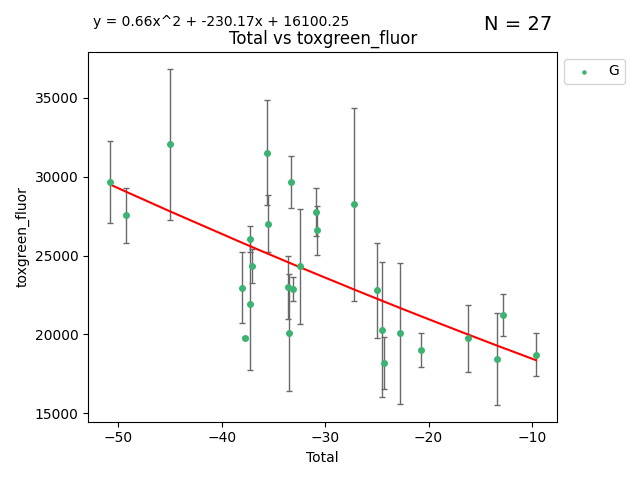 y = 0.66x^2 + -230.17x + 16100.25
N = 27
Total vs toxgreen_fluor
G
35000
30000
25000
20000
15000
toxgreen_fluor
−50
−40
−30
−20
−10
Total